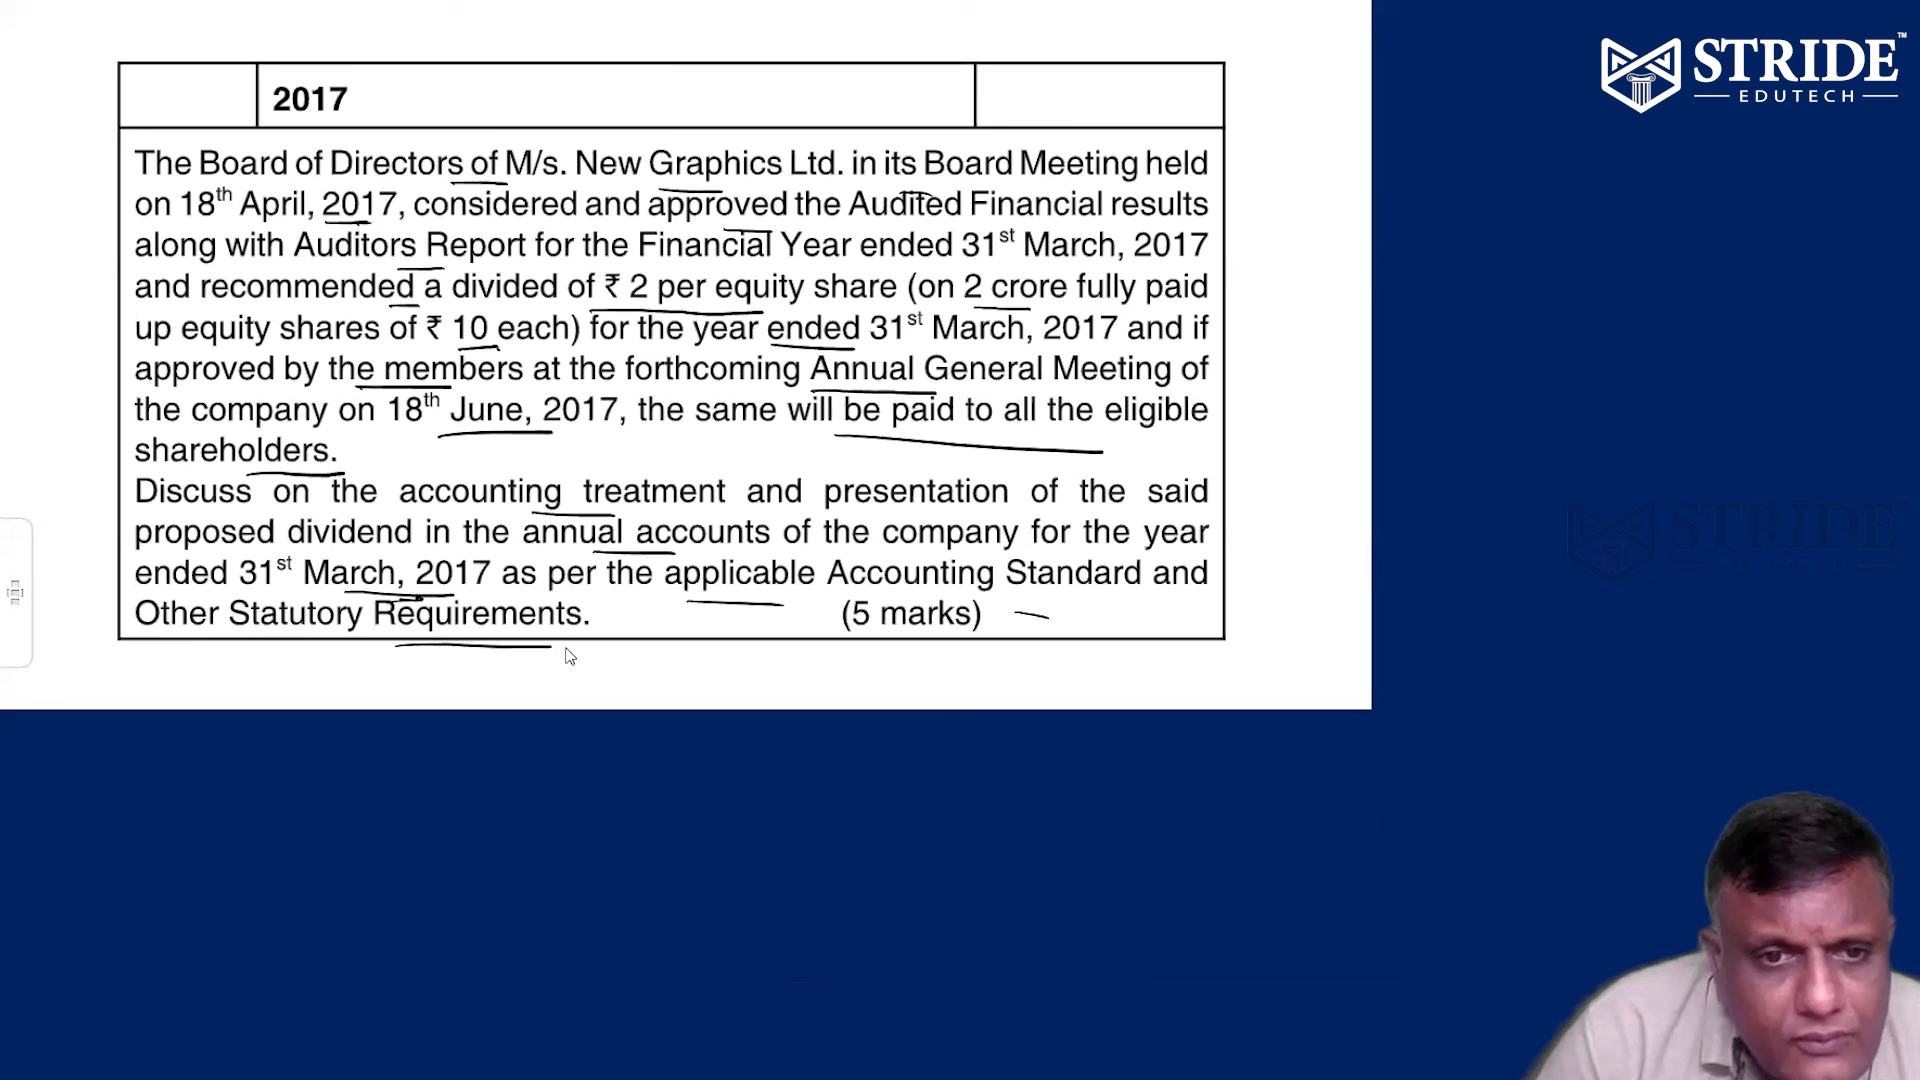 STRIDE™
EDUTECH
2017
The Board of Directors of M/s. New Graphics Ltd. in its Board Meeting held
on 18th April, 2017, considered and approved the Audited Financial results
along with Auditors Report for the Financial Year ended 31st March, 2017
and recommended a divided of ₹ 2 per equity share (on 2 crore fully paid
up equity shares of ₹ 10 each) for the year ended 31st March, 2017 and if
approved by the members at the forthcoming Annual General Meeting of
the company on 18th June, 2017, the same will be paid to all the eligible
shareholders.
Discuss on the accounting treatment and presentation of the said
proposed dividend in the annual accounts of the company for the year
ended 31st March, 2017 as per the applicable Accounting Standard and
Other Statutory Requirements. (5 marks)
STRIDE